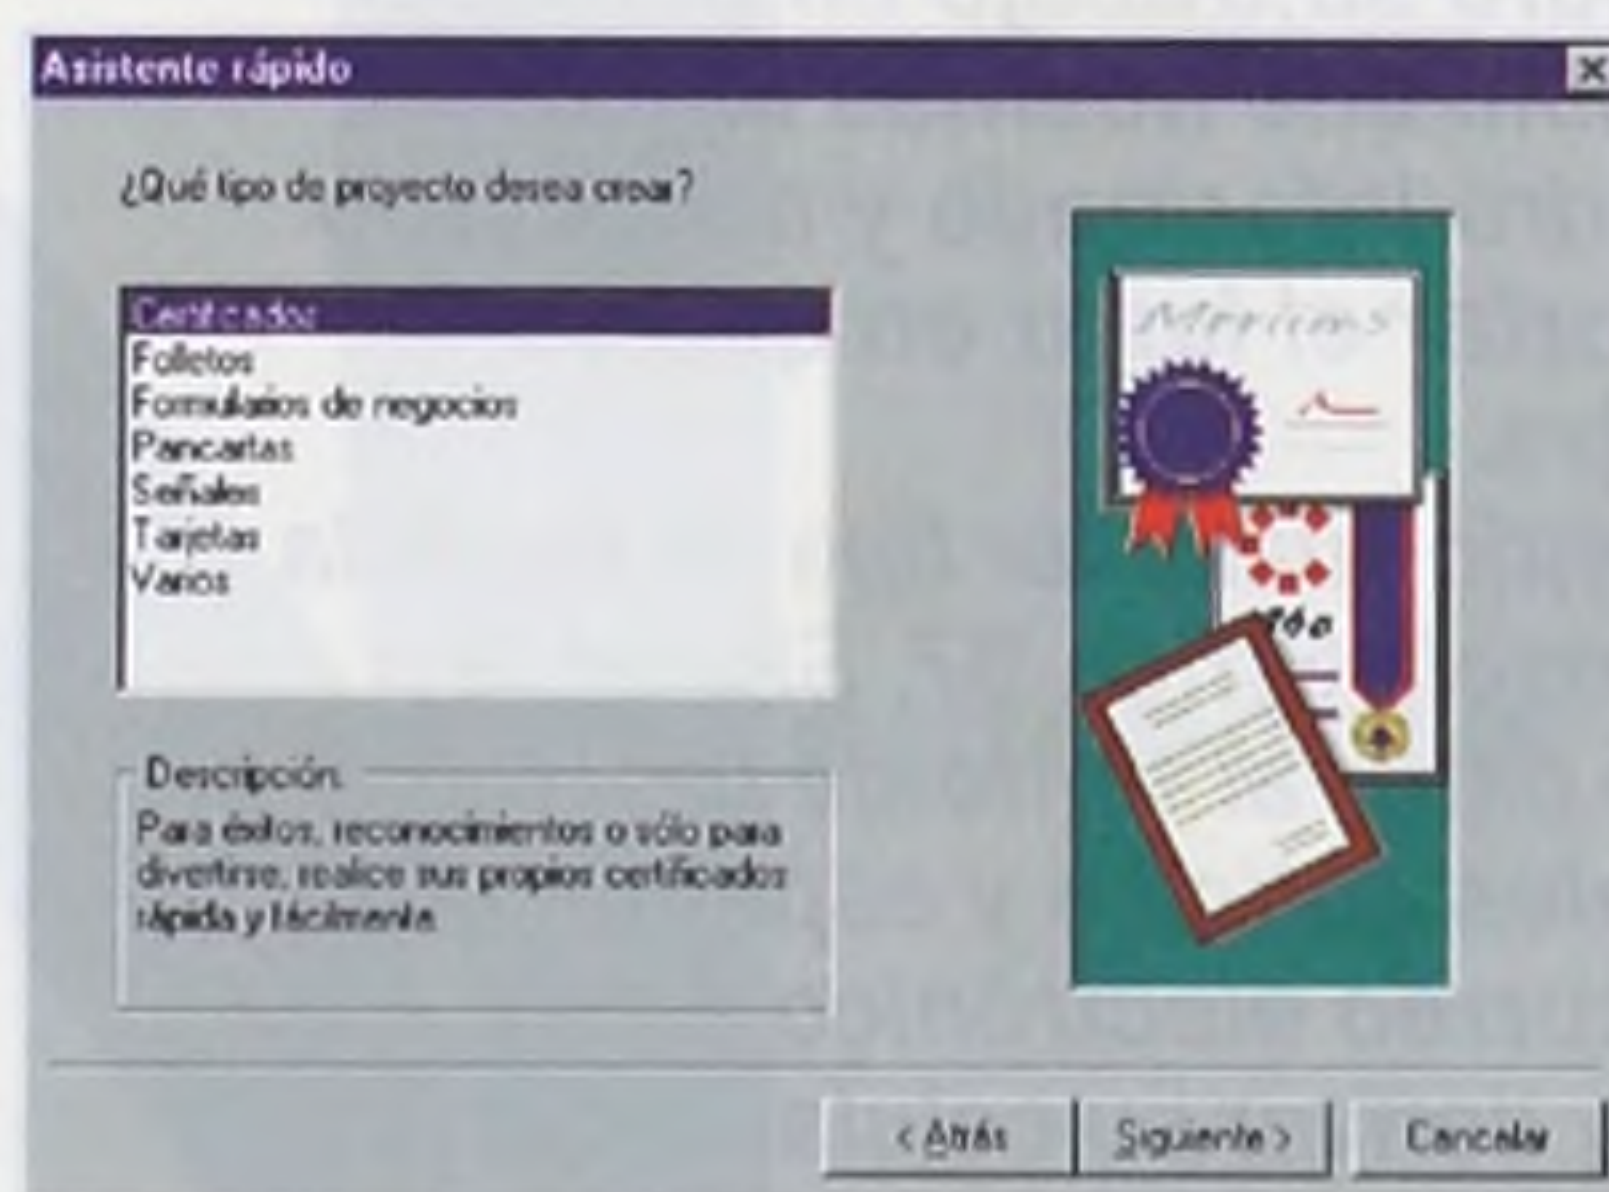 Asistente rápido
¿Qué tipo de proyecto desea crear?
Certificados
Folletos
Formularios de negocios
Pancartas
Señales
Tarjetas
Varios
Descripción:
Para éxitos, reconocimientos o sólo para
divertirse, realice sus propios certificados
rápida y fácilmente
< Atrás
Siguiente >
Cancelar